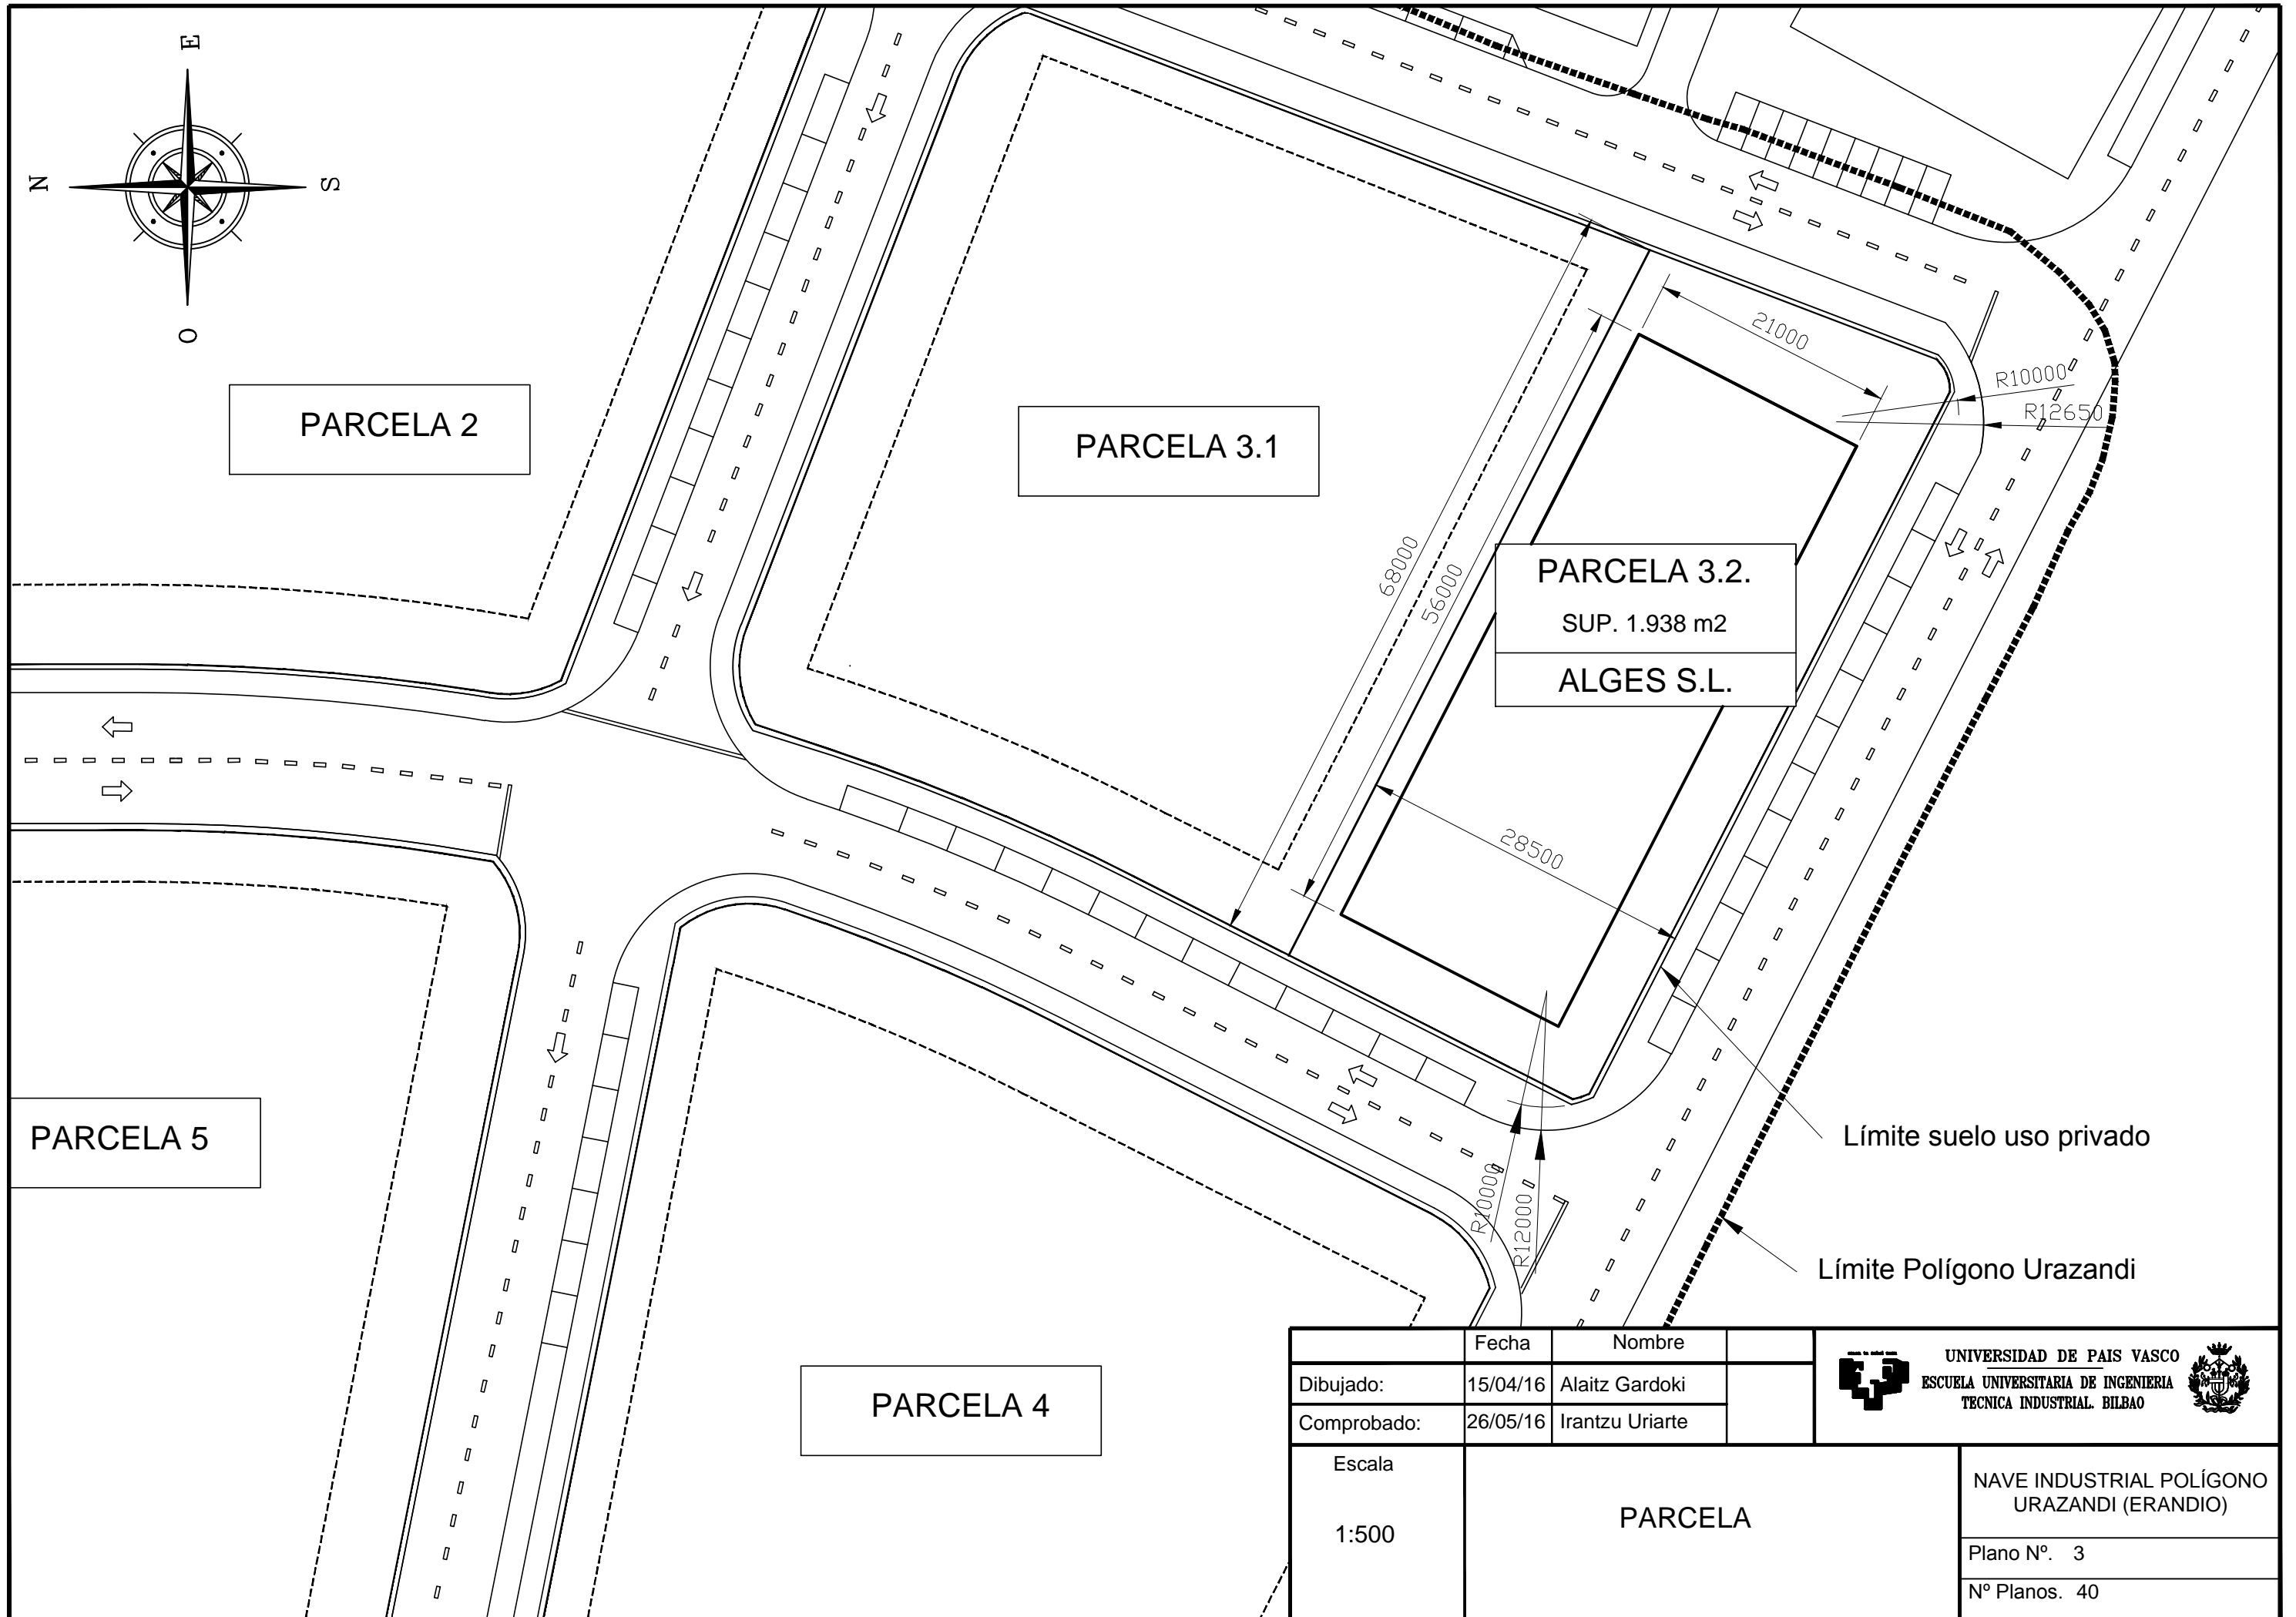 E
N
S
O
PARCELA 2
PARCELA 3.1
21000
R10000
R12650
68000
56000
PARCELA 3.2.
SUP. 1.938 m2
ALGES S.L.
28500
PARCELA 5
R10000
R12000
Límite suelo uso privado
Límite Polígono Urazandi
PARCELA 4
Fecha
Nombre
Dibujado:
15/04/16
Alaitz Gardoki
Comprobado:
26/05/16
Irantzu Uriarte
UNIVERSIDAD DE PAIS VASCO
ESCUELA UNIVERSITARIA DE INGENIERIA
TECNICA INDUSTRIAL. BILBAO
Escala
1:500
PARCELA
NAVE INDUSTRIAL POLÍGONO
URAZANDI (ERANDIO)
Plano Nº. 3
Nº Planos. 40